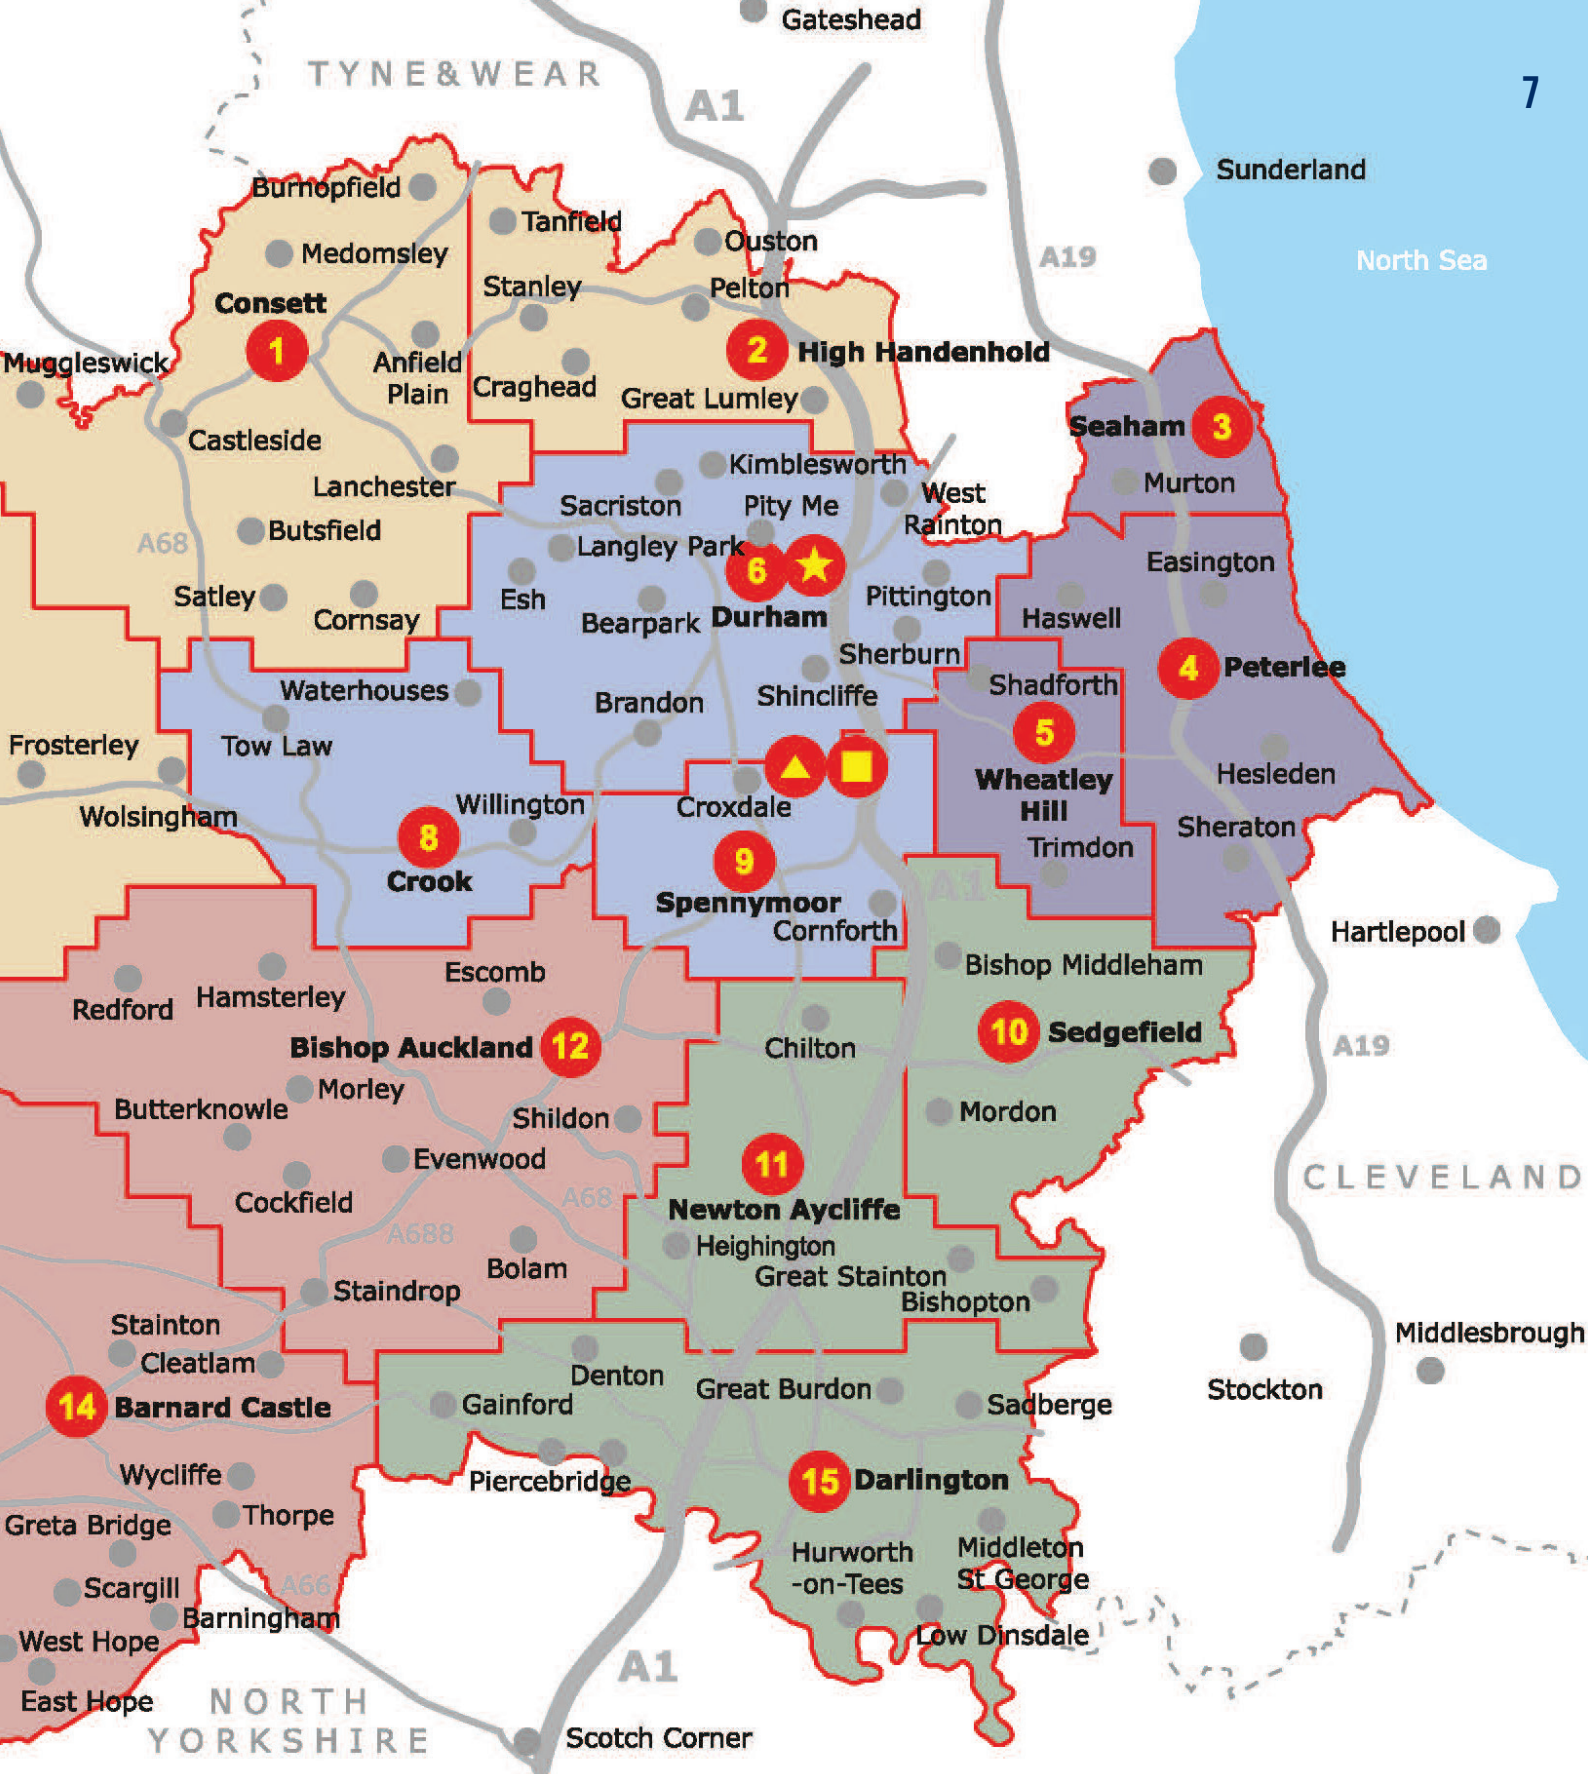 Gateshead
TYNE&WEAR
A1
7
Sunderland
Burnopfield
Tanfield
Ouston
Medomsley
A19
North Sea
Stanley
Pelton
Consett
1
2
High Handenhold
Muggleswick
Anfield
Plain
Craghead
Great Lumley
Seaham
3
Castleside
Kimblesworth
Lanchester
Sacriston
Pity Me
West
Rainton
Murton
A68
Butsfield
Langley Park
6
Easington
Satley
Cornsay
Esh
Bearpark
Durham
Pittington
Haswell
Sherburn
4
Peterlee
Waterhouses
Brandon
Shincliffe
Shadforth
5
Frosterley
Tow Law
Wheatley
Hill
Hesleden
Wolsingham
Willington
Croxdale
Sheraton
8
Crook
9
Trimdon
A1
Spennymoor
Cornforth
Hartlepool
Redford
Hamsterley
Escomb
Bishop Middleham
Bishop Auckland
12
Chilton
10
Sedgefield
A19
Morley
Butterknowle
Shildon
Mordon
Evenwood
11
CLEVELAND
Cockfield
A68
Newton Aycliffe
A688
Heighington
Bolam
Great Stainton
Staindrop
Bishopton
Stainton
Middlesbrough
Cleatlam
Denton
Great Burdon
Stockton
14
Barnard Castle
Gainford
Sadberge
Wycliffe
Piercebridge
15
Darlington
Thorpe
Greta Bridge
Hurworth
-on-Tees
Middleton
St George
Scargill
A66
Barningham
West Hope
Low Dinsdale
A1
East Hope
NORTH
YORKSHIRE
Scotch Corner